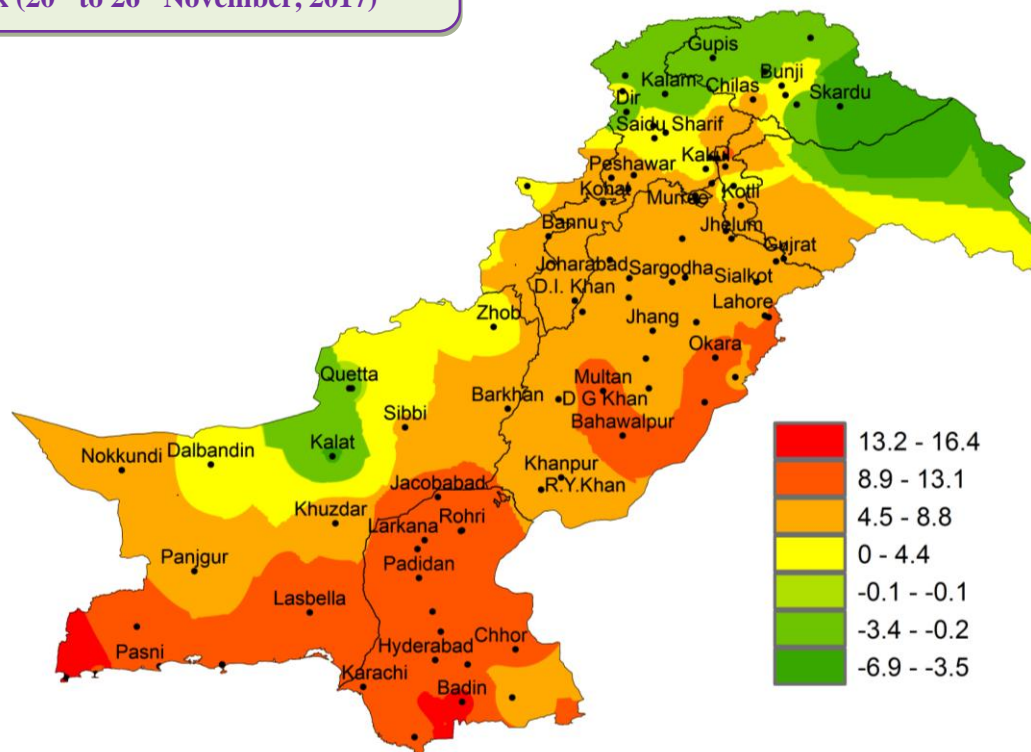 (20th to 26th November, 2017)
Gupis
Bunji
Kalam
Chilas
Skardu
Dir
Saidu Sharif
Kakul
Peshawar
Kohat
Murree
Kotli
Bannu
Jhelum
Gujrat
Joharabad
Sargodha
Sialkot
D.I. Khan
Lahore
Zhob
Jhang
Okara
Quetta
Multan
Barkhan
D G Khan
Sibbi
Bahawalpur
Kalat
Nokkundi
Dalbandin
Khanpur
R.Y.Khan
Jacobabad
Khuzdar
Larkana
Rohri
Panjgur
Padidan
Lasbella
Pasni
Hyderabad
Chhor
Karachi
Badin
13.2 - 16.4
8.9 - 13.1
4.5 - 8.8
0 - 4.4
-0.1 - -0.1
-3.4 - -0.2
-6.9 - -3.5